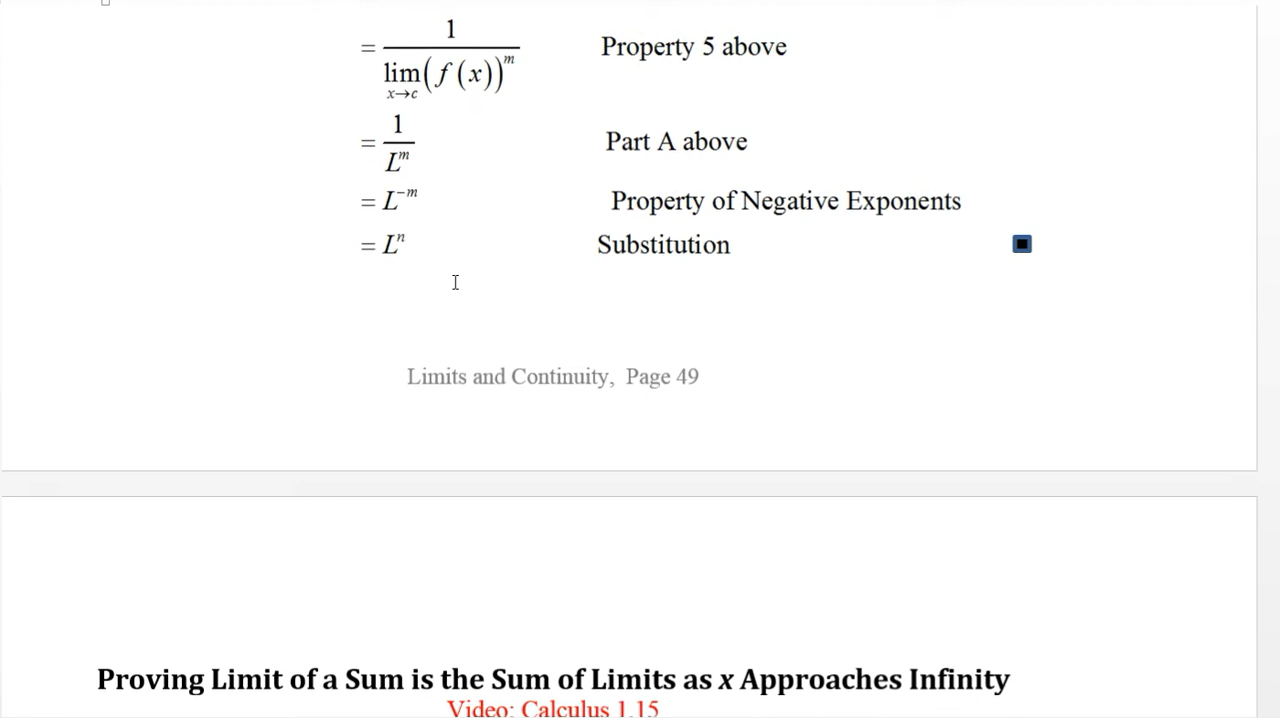 = 1 / lim x→c (f(x))^m Property 5 above
= 1 / L^m Part A above
= L^−m Property of Negative Exponents
= L^n Substitution
Limits and Continuity, Page 49
Proving Limit of a Sum is the Sum of Limits as x Approaches Infinity
Video: Calculus 1.15